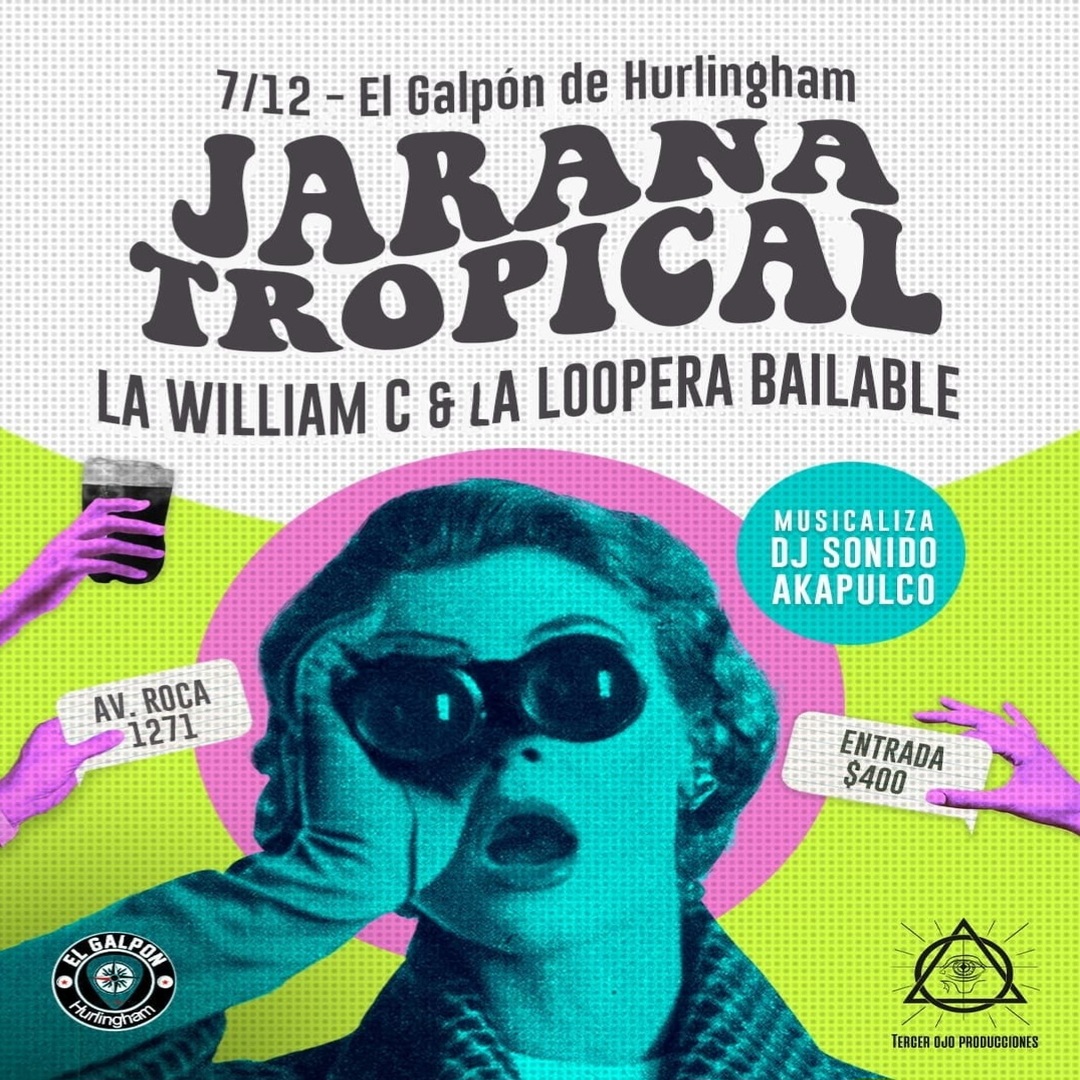 7/12 - El Galpón de Hurlingham
JARANA
TROPICAL
LA WILLIAM C & LA LOOPERA BAILABLE
MUSICALIZA
DJ SONIDO
AKAPULCO
AV. ROCA
1271
ENTRADA
$400
EL GALPON
Hurlingham
TERCER OJO PRODUCCIONES